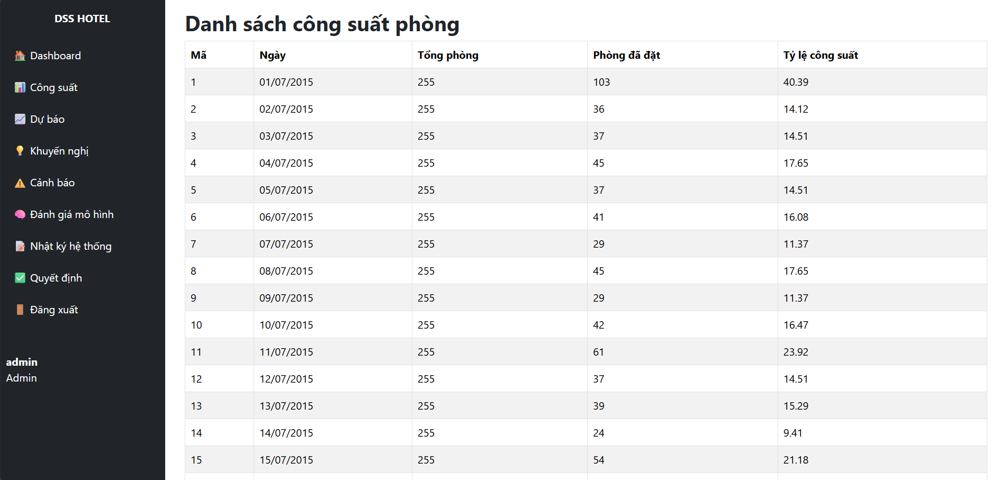 DSS HOTEL
Dashboard
Công suất
Dự báo
Khuyến nghị
Cảnh báo
Đánh giá mô hình
Nhật ký hệ thống
Quyết định
Đăng xuất
admin
Admin
Danh sách công suất phòng
Mã Ngày Tổng phòng Phòng đã đặt Tỷ lệ công suất
1 01/07/2015 255 103 40.39
2 02/07/2015 255 36 14.12
3 03/07/2015 255 37 14.51
4 04/07/2015 255 45 17.65
5 05/07/2015 255 37 14.51
6 06/07/2015 255 41 16.08
7 07/07/2015 255 29 11.37
8 08/07/2015 255 45 17.65
9 09/07/2015 255 29 11.37
10 10/07/2015 255 42 16.47
11 11/07/2015 255 61 23.92
12 12/07/2015 255 37 14.51
13 13/07/2015 255 39 15.29
14 14/07/2015 255 24 9.41
15 15/07/2015 255 54 21.18